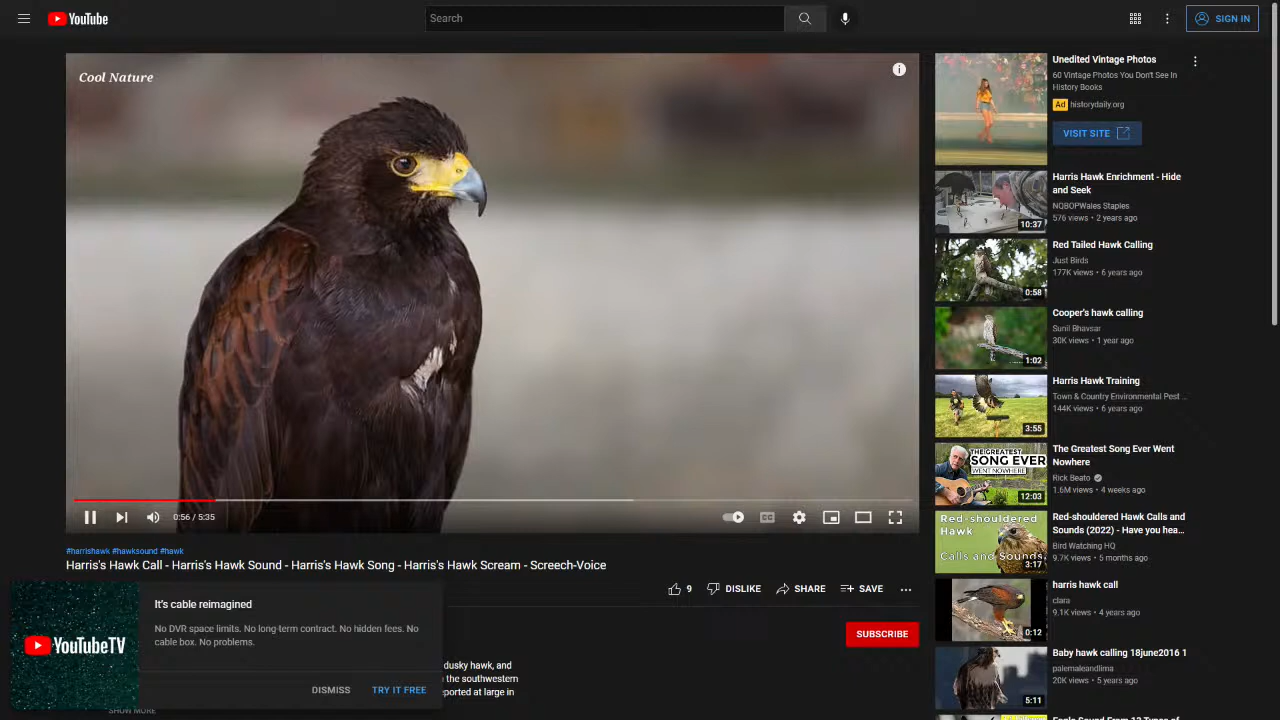 YouTube
Search
SIGN IN
Cool Nature
0:56 / 5:35
CC
#harrishawk #hawksound #hawk
Harris's Hawk Call - Harris's Hawk Sound - Harris's Hawk Song - Harris's Hawk Scream - Screech-Voice
9
DISLIKE
SHARE
SAVE
SUBSCRIBE
YouTubeTV
It's cable reimagined
No DVR space limits. No long-term contract. No hidden fees. No
cable box. No problems.
DISMISS
TRY IT FREE
dusky hawk, and
the southwestern
ported at large in
SHOW MORE
Unedited Vintage Photos
60 Vintage Photos You Don't See In
History Books
Ad historydaily.org
VISIT SITE
10:37
Harris Hawk Enrichment - Hide
and Seek
NQBOPWales Staples
576 views • 2 years ago
0:58
Red Tailed Hawk Calling
Just Birds
177K views • 6 years ago
1:02
Cooper's hawk calling
Sunil Bhavsar
30K views • 1 year ago
3:55
Harris Hawk Training
Town & Country Environmental Pest ...
144K views • 6 years ago
THE GREATEST
SONG EVER
WENT NOWHERE
12:03
The Greatest Song Ever Went
Nowhere
Rick Beato
1.6M views • 4 weeks ago
Red-shouldered
Hawk
Calls and Sounds
3:17
Red-shouldered Hawk Calls and
Sounds (2022) - Have you hea...
Bird Watching HQ
9.7K views • 5 months ago
0:12
harris hawk call
clara
9.1K views • 4 years ago
5:11
Baby hawk calling 18june2016 1
palemaleandlima
20K views • 5 years ago